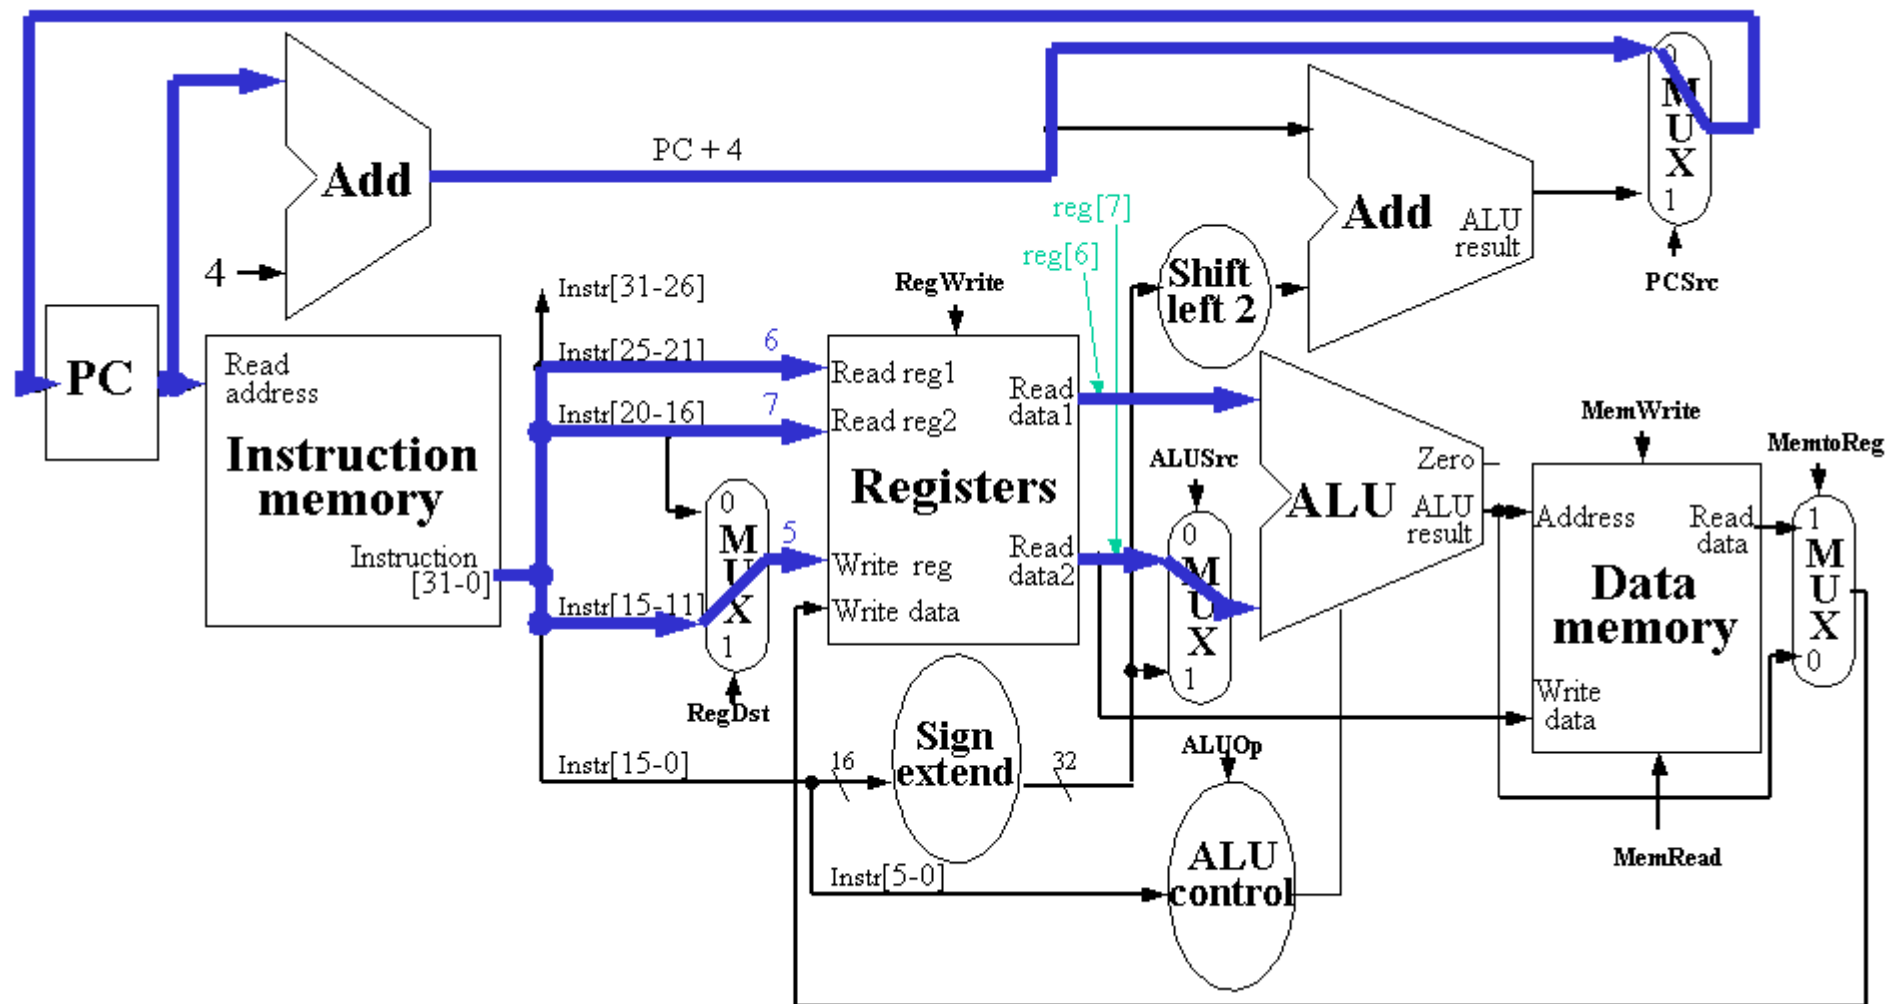 0
M
U
X
1
PCSrc
Add
PC + 4
4
Add
ALU
result
reg[7]
reg[6]
Shift
left 2
Instr[31-26]
RegWrite
PC
Read
address
Instruction
memory
Instruction
[31-0]
Instr[25-21]
6
Instr[20-16]
7
Instr[15-11]
0
M
U
X
1
5
RegDst
Read reg1
Read reg2
Registers
Write reg
Write data
Read
data1
Read
data2
ALUSrc
0
M
U
X
1
Zero
ALU
ALU
result
MemWrite
Address
Read
data
Data
memory
Write
data
MemRead
MemtoReg
1
M
U
X
0
Instr[15-0]
16
Sign
extend
32
ALUOp
Instr[5-0]
ALU
control